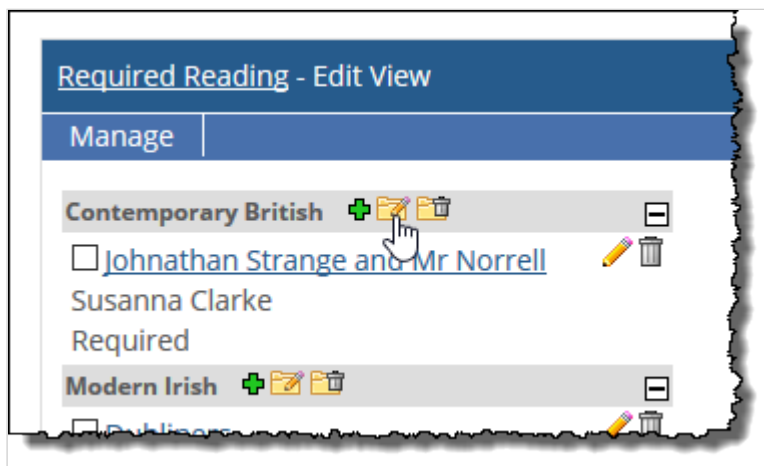 Required Reading - Edit View
Manage
Contemporary British
Johnathan Strange and Mr Norrell
Susanna Clarke
Required
Modern Irish
Dubliners